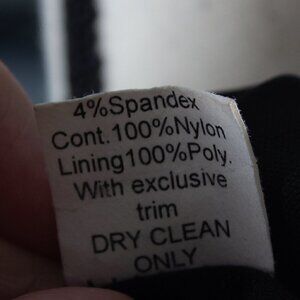 4%Spandex
Cont.100%Nylon
Lining100%Poly.
With exclusive
trim
DRY CLEAN
ONLY